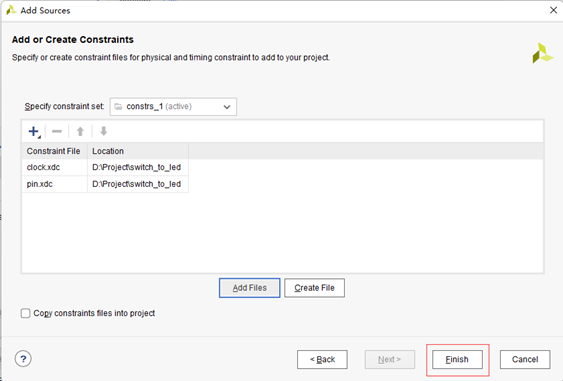 Add Sources
Add or Create Constraints
Specify or create constraint files for physical and timing constraint to add to your project.
Specify constraint set: constrs_1 (active)
Constraint File Location
clock.xdc D:\Project\switch_to_led
pin.xdc D:\Project\switch_to_led
Add Files Create File
Copy constraints files into project
? < Back Next > Finish Cancel